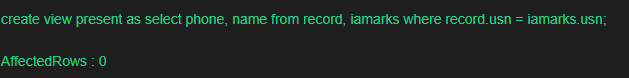 create view present as select phone, name from record, iamarks where record.usn = iamarks.usn;
AffectedRows : 0